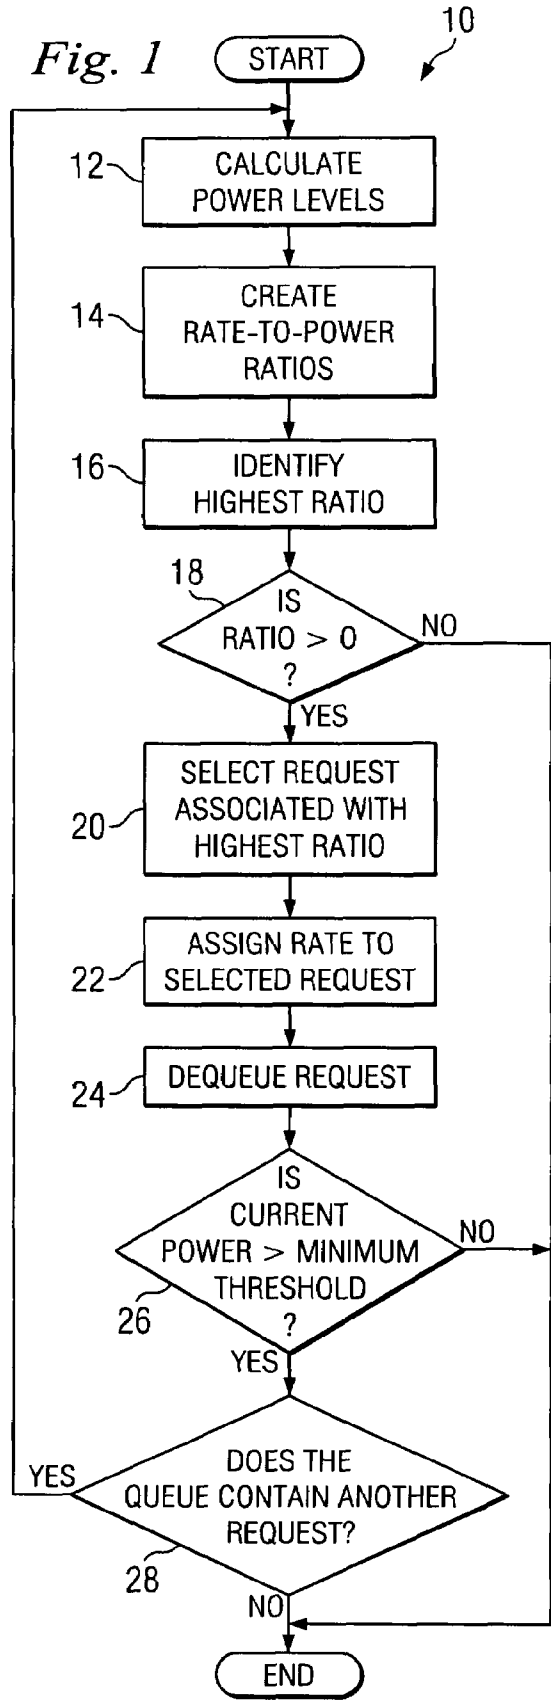 Fig. 1
10
START
12
CALCULATE
POWER LEVELS
14
CREATE
RATE-TO-POWER
RATIOS
16
IDENTIFY
HIGHEST RATIO
18
IS
RATIO > 0
?
NO
YES
20
SELECT REQUEST
ASSOCIATED WITH
HIGHEST RATIO
22
ASSIGN RATE TO
SELECTED REQUEST
24
DEQUEUE REQUEST
26
IS
CURRENT
POWER > MINIMUM
THRESHOLD
?
NO
YES
28
DOES THE
QUEUE CONTAIN ANOTHER
REQUEST?
YES
NO
END